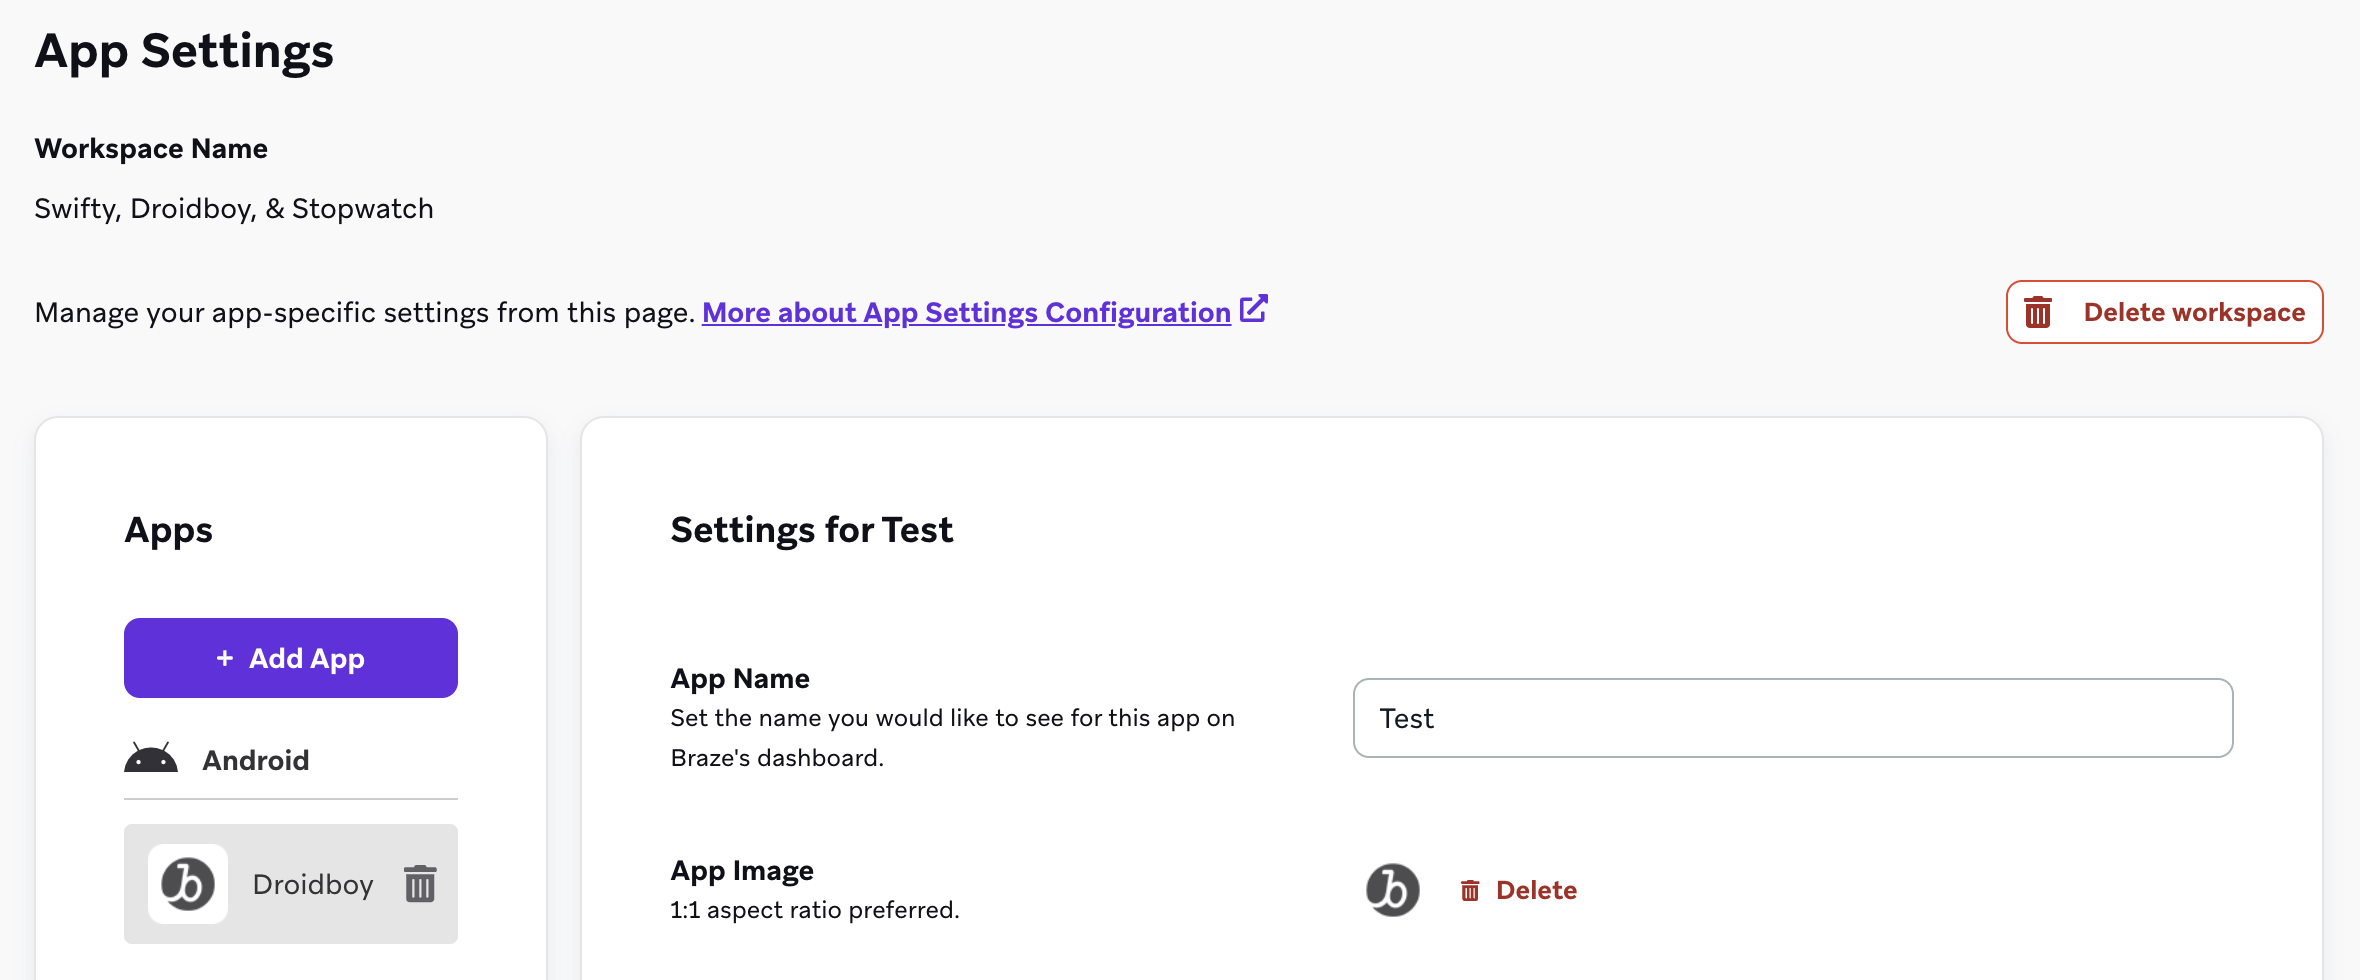 App Settings
Workspace Name
Swifty, Droidboy, & Stopwatch
Manage your app-specific settings from this page. More about App Settings Configuration
Delete workspace
Apps
+ Add App
Android
Droidboy
Settings for Test
App Name
Set the name you would like to see for this app on
Braze's dashboard.
Test
App Image
1:1 aspect ratio preferred.
Delete